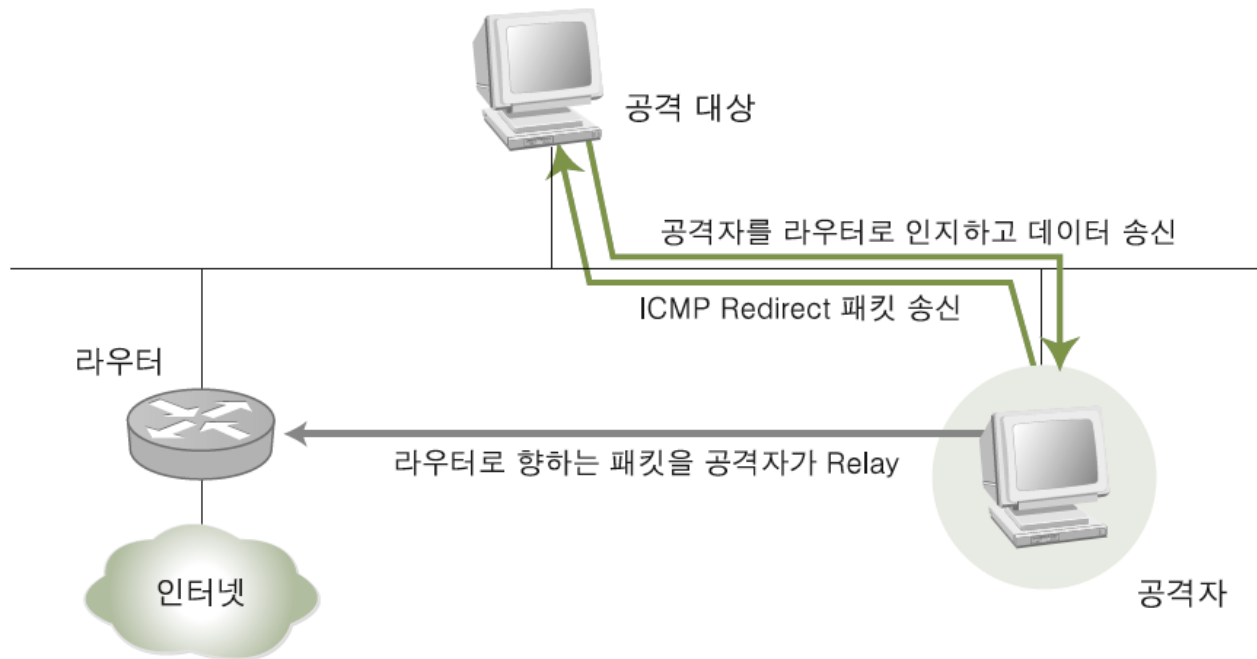 공격 대상
공격자를 라우터로 인지하고 데이터 송신
ICMP Redirect 패킷 송신
라우터
라우터로 향하는 패킷을 공격자가 Relay
인터넷
공격자